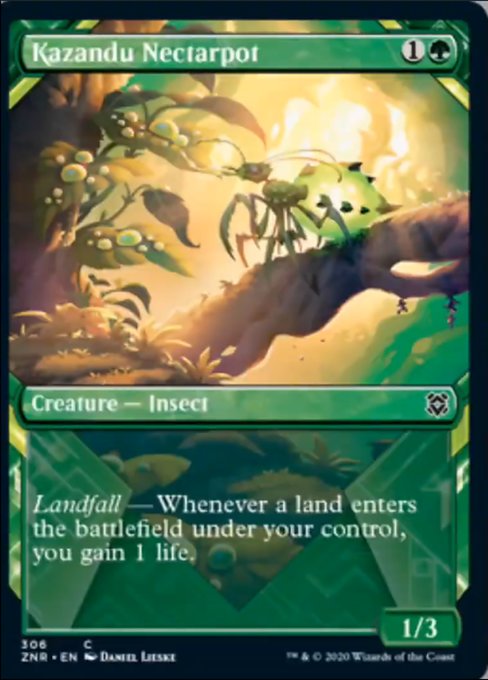 Kazandu Nectarpot 1
Creature — Insect
Landfall — Whenever a land enters
the battlefield under your control,
you gain 1 life.
1/3
306 C
ZNR • EN Daniel Lieske ™ & © 2020 Wizards of the Coast